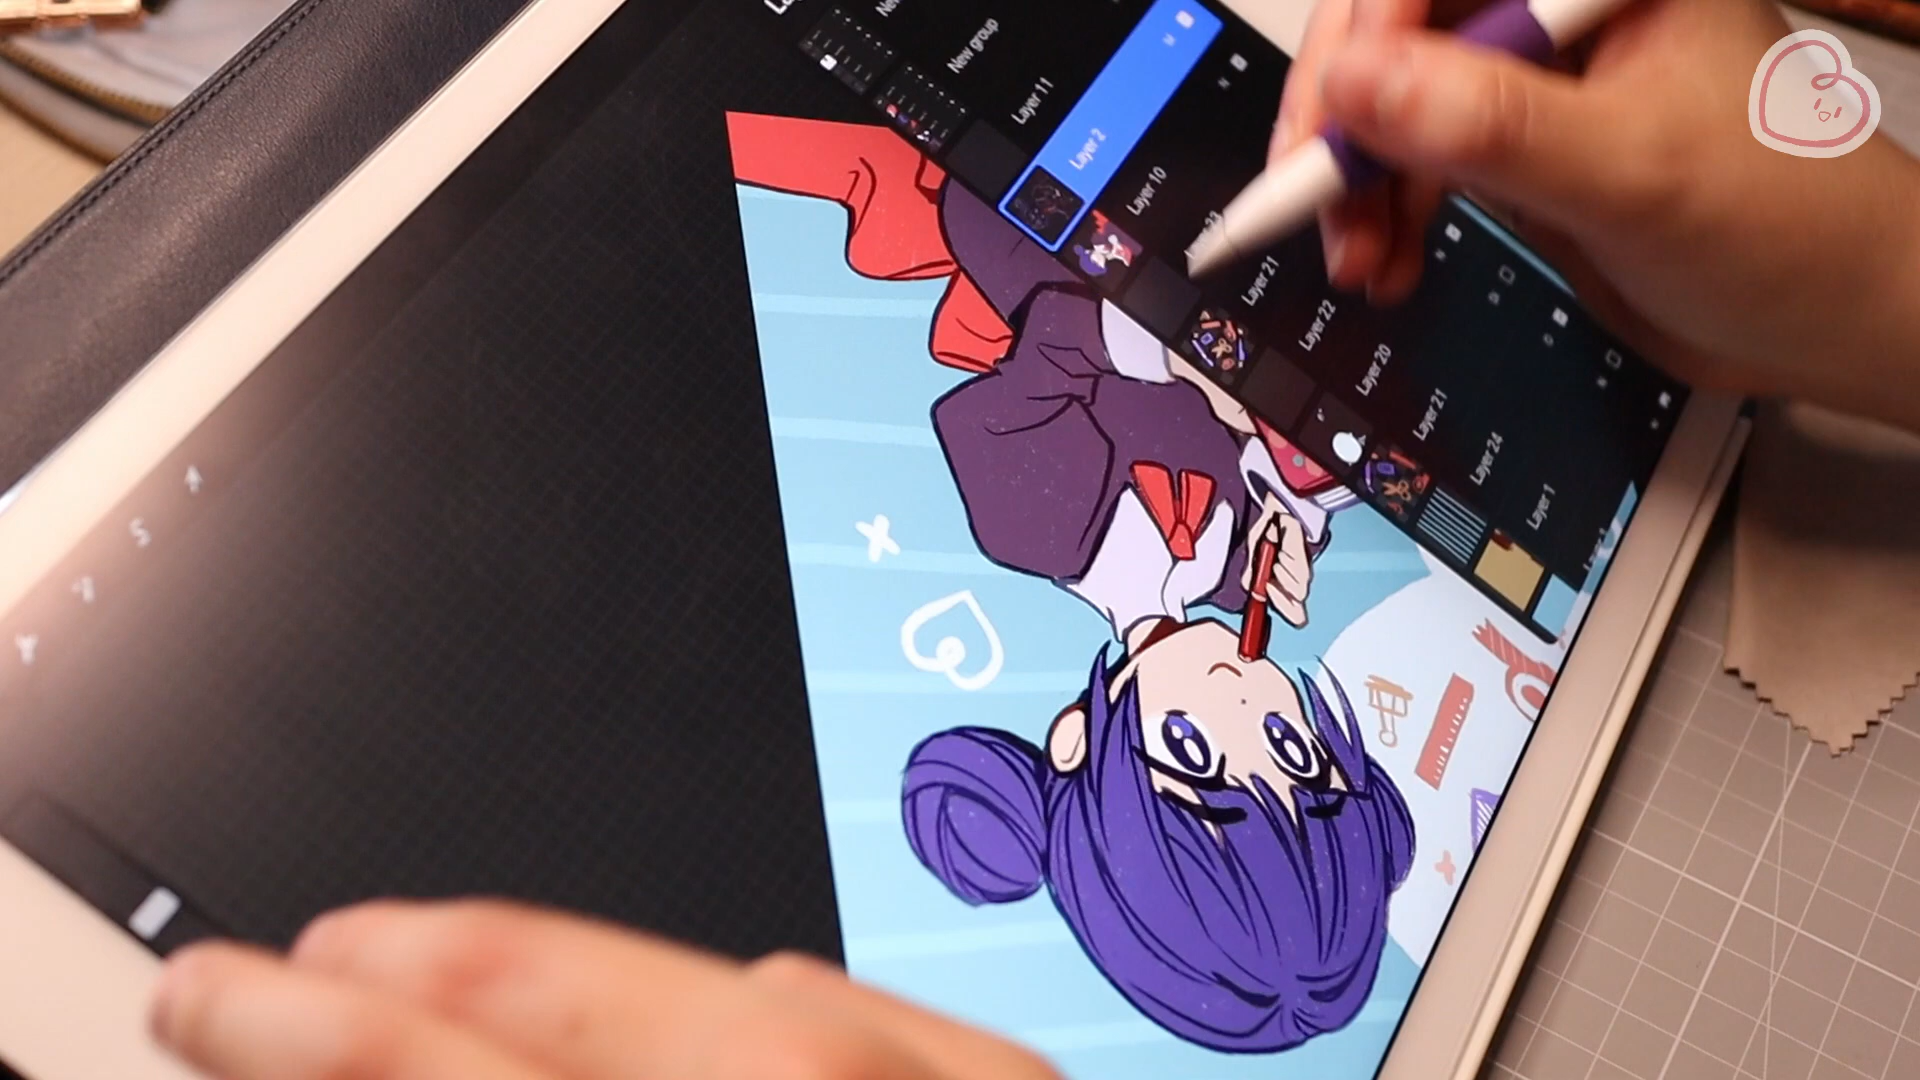 New group
Layer 11
Layer 2
M
Layer 10
N
Layer 21
N
Layer 22
Layer 20
Layer 21
Layer 24
Layer 1